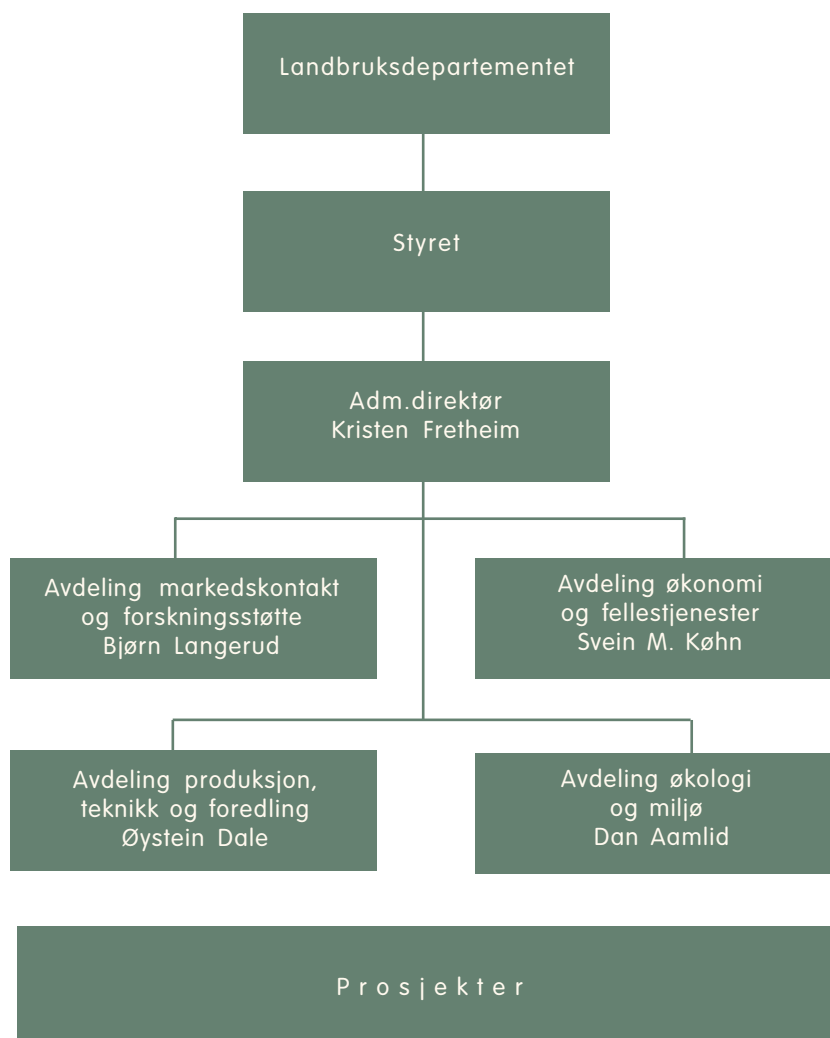 Landbruksdepartementet
Styret
Adm.direktør
Kristen Fretheim
Avdeling markedskontakt
og forskningsstøtte
Bjørn Langerud
Avdeling økonomi
og fellestjenester
Svein M. Køhn
Avdeling produksjon,
teknikk og foredling
Øystein Dale
Avdeling økologi
og miljø
Dan Aamlid
Prosjekter